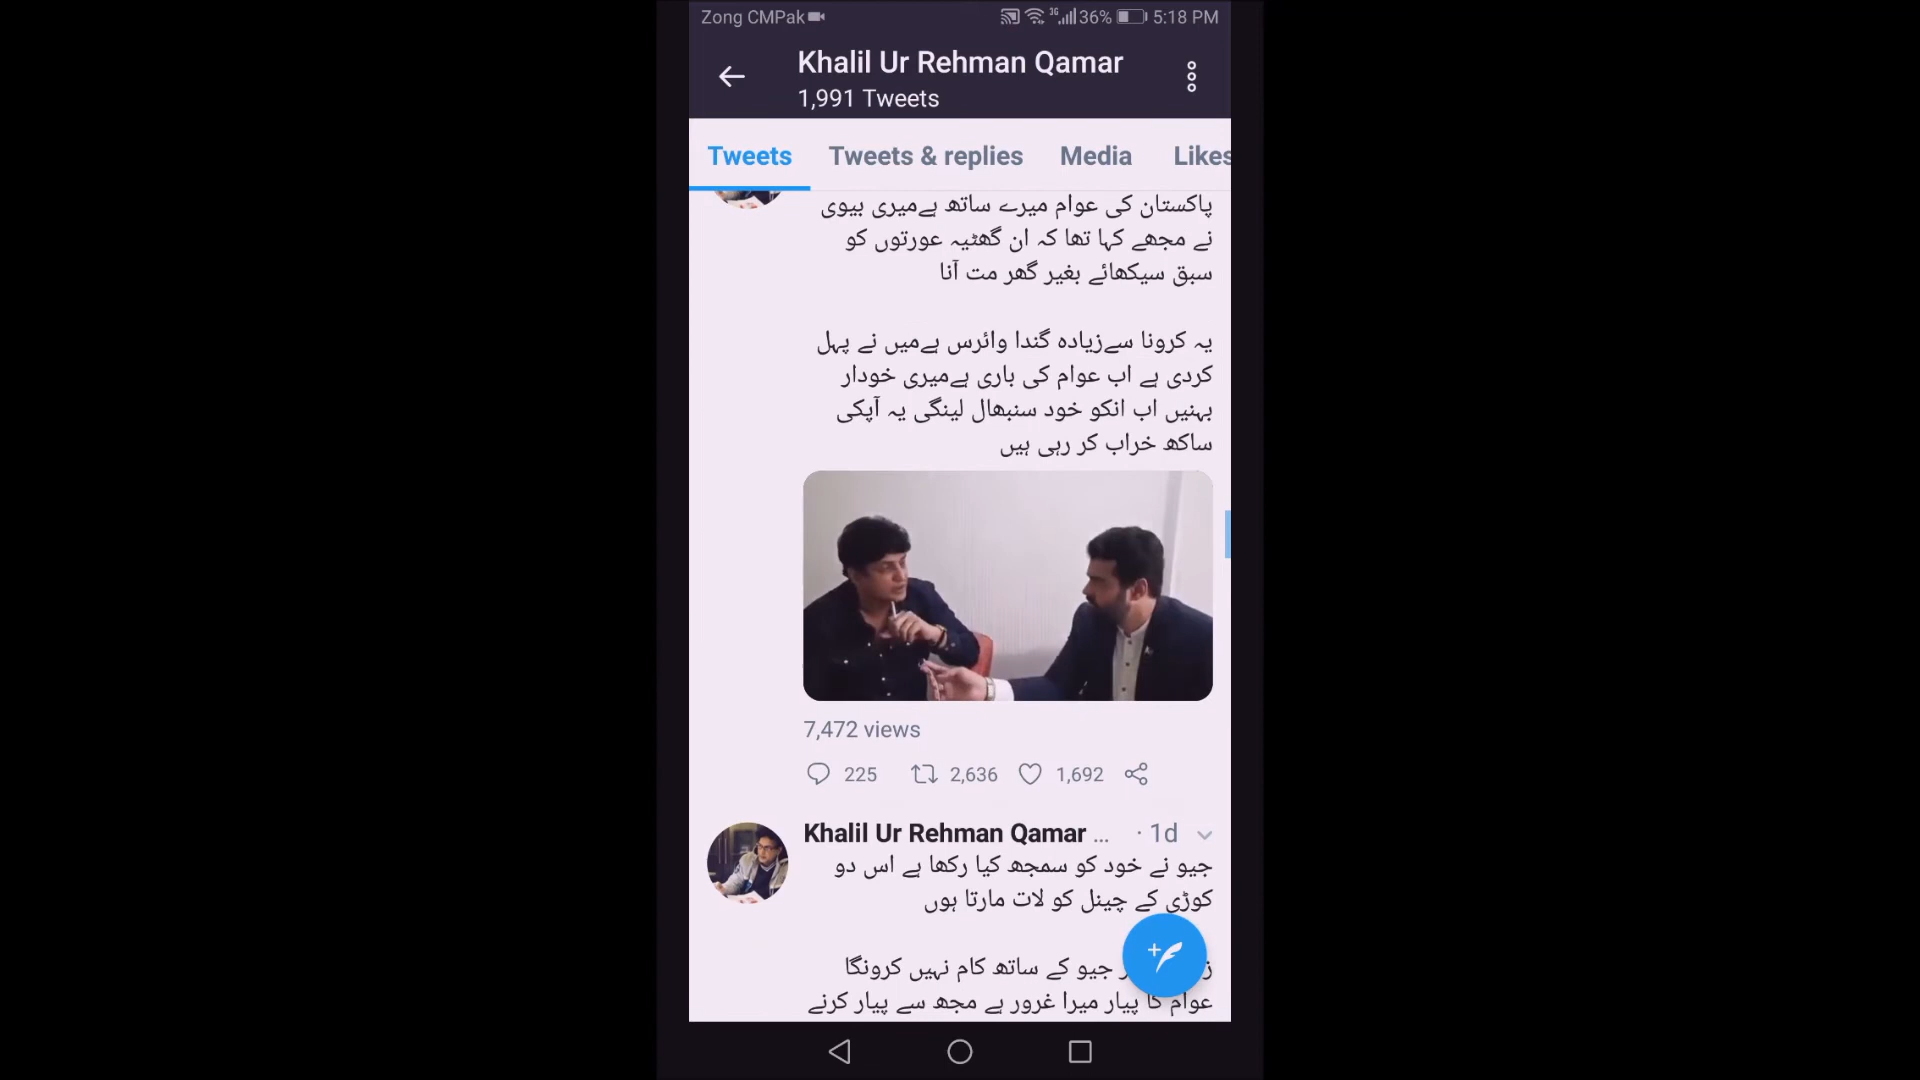 Zong CMPak
3G
36%
5:18 PM
Khalil Ur Rehman Qamar
1,991 Tweets
Tweets
Tweets & replies
Media
Likes
پاکستان کی عوام میرے ساتھ ہےمیری بیوی
نے مجھے کہا تھا کہ ان گھٹیہ عورتوں کو
سبق سیکھائے بغیر گھر مت آنا
یہ کرونا سےزیادہ گندا وائرس ہےمیں نے پہل
کردی ہے اب عوام کی باری ہےمیری خودار
بہنیں اب انکو خود سنبھال لینگی یہ آپکی
ساکھ خراب کر رہی ہیں
7,472 views
225
2,636
1,692
Khalil Ur Rehman Qamar ...
· 1d
جیو نے خود کو سمجھ کیا رکھا ہے اس دو
کوڑی کے چینل کو لات مارتا ہوں
جیو کے ساتھ کام نہیں کرونگا
عوام کا پیار میرا غرور ہے مجھ سے پیار کرنے